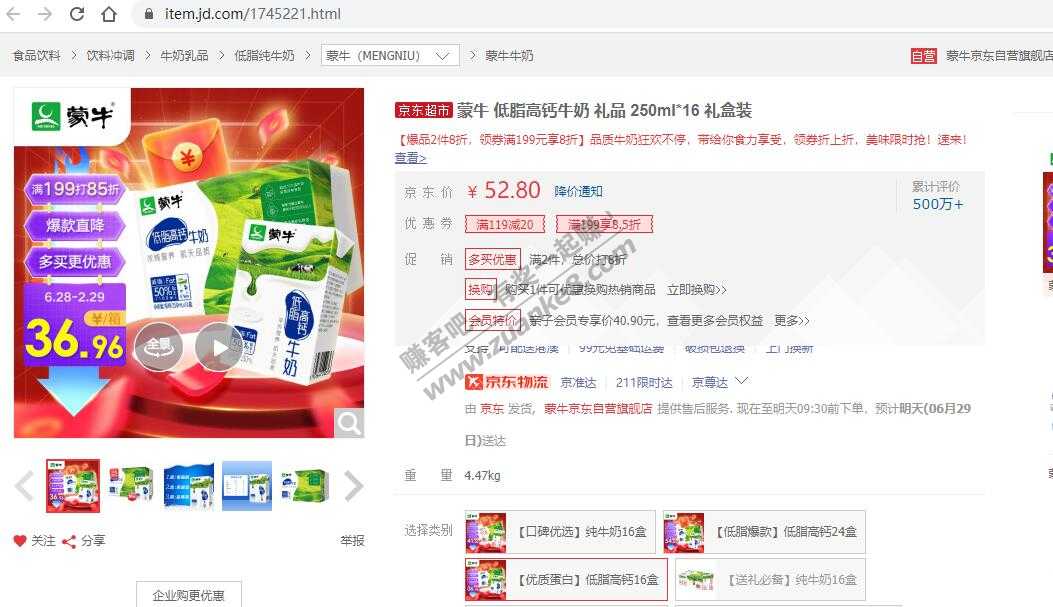 item.jd.com/1745221.html
食品饮料 > 饮料冲调 > 牛奶乳品 > 低脂纯牛奶 > 蒙牛（MENGNIU） > 蒙牛牛奶
自营 蒙牛京东自营旗舰店
蒙牛
满199打85折
爆款直降
多买更优惠
6.28-2.29
¥/箱
36.96
蒙牛
低脂高钙牛奶
蒙牛
低脂高钙牛奶
全景
京东超市 蒙牛 低脂高钙牛奶 礼品 250ml*16 礼盒装
【爆品2件8折，领券满199元享8折】品质牛奶狂欢不停，带给你食力享受，领券折上折，美味限时抢！速来！
查看>
京东价 ¥ 52.80 降价通知
累计评价
500万+
优惠券 满119减20 满199享8.5折
促销 多买优惠 满2件，总价打8折
换购 购买1件可优惠换购热销商品 立即换购>>
会员特价 亲子会员专享价40.90元，查看更多会员权益 更多>>
赚客吧，有奖一起赚！
www.zuanke8.com
支持 可配送港澳 99元免基础运费 破损包退换 上门换新
京东物流 京准达 211限时达 京尊达
由 京东 发货，蒙牛京东自营旗舰店 提供售后服务. 现在至明天09:30前下单，预计明天(06月29
日)送达
重量 4.47kg
选择类别 【口碑优选】纯牛奶16盒 【低脂爆款】低脂高钙24盒
【优质蛋白】低脂高钙16盒 【送礼必备】纯牛奶16盒
关注 分享 举报
企业购更优惠